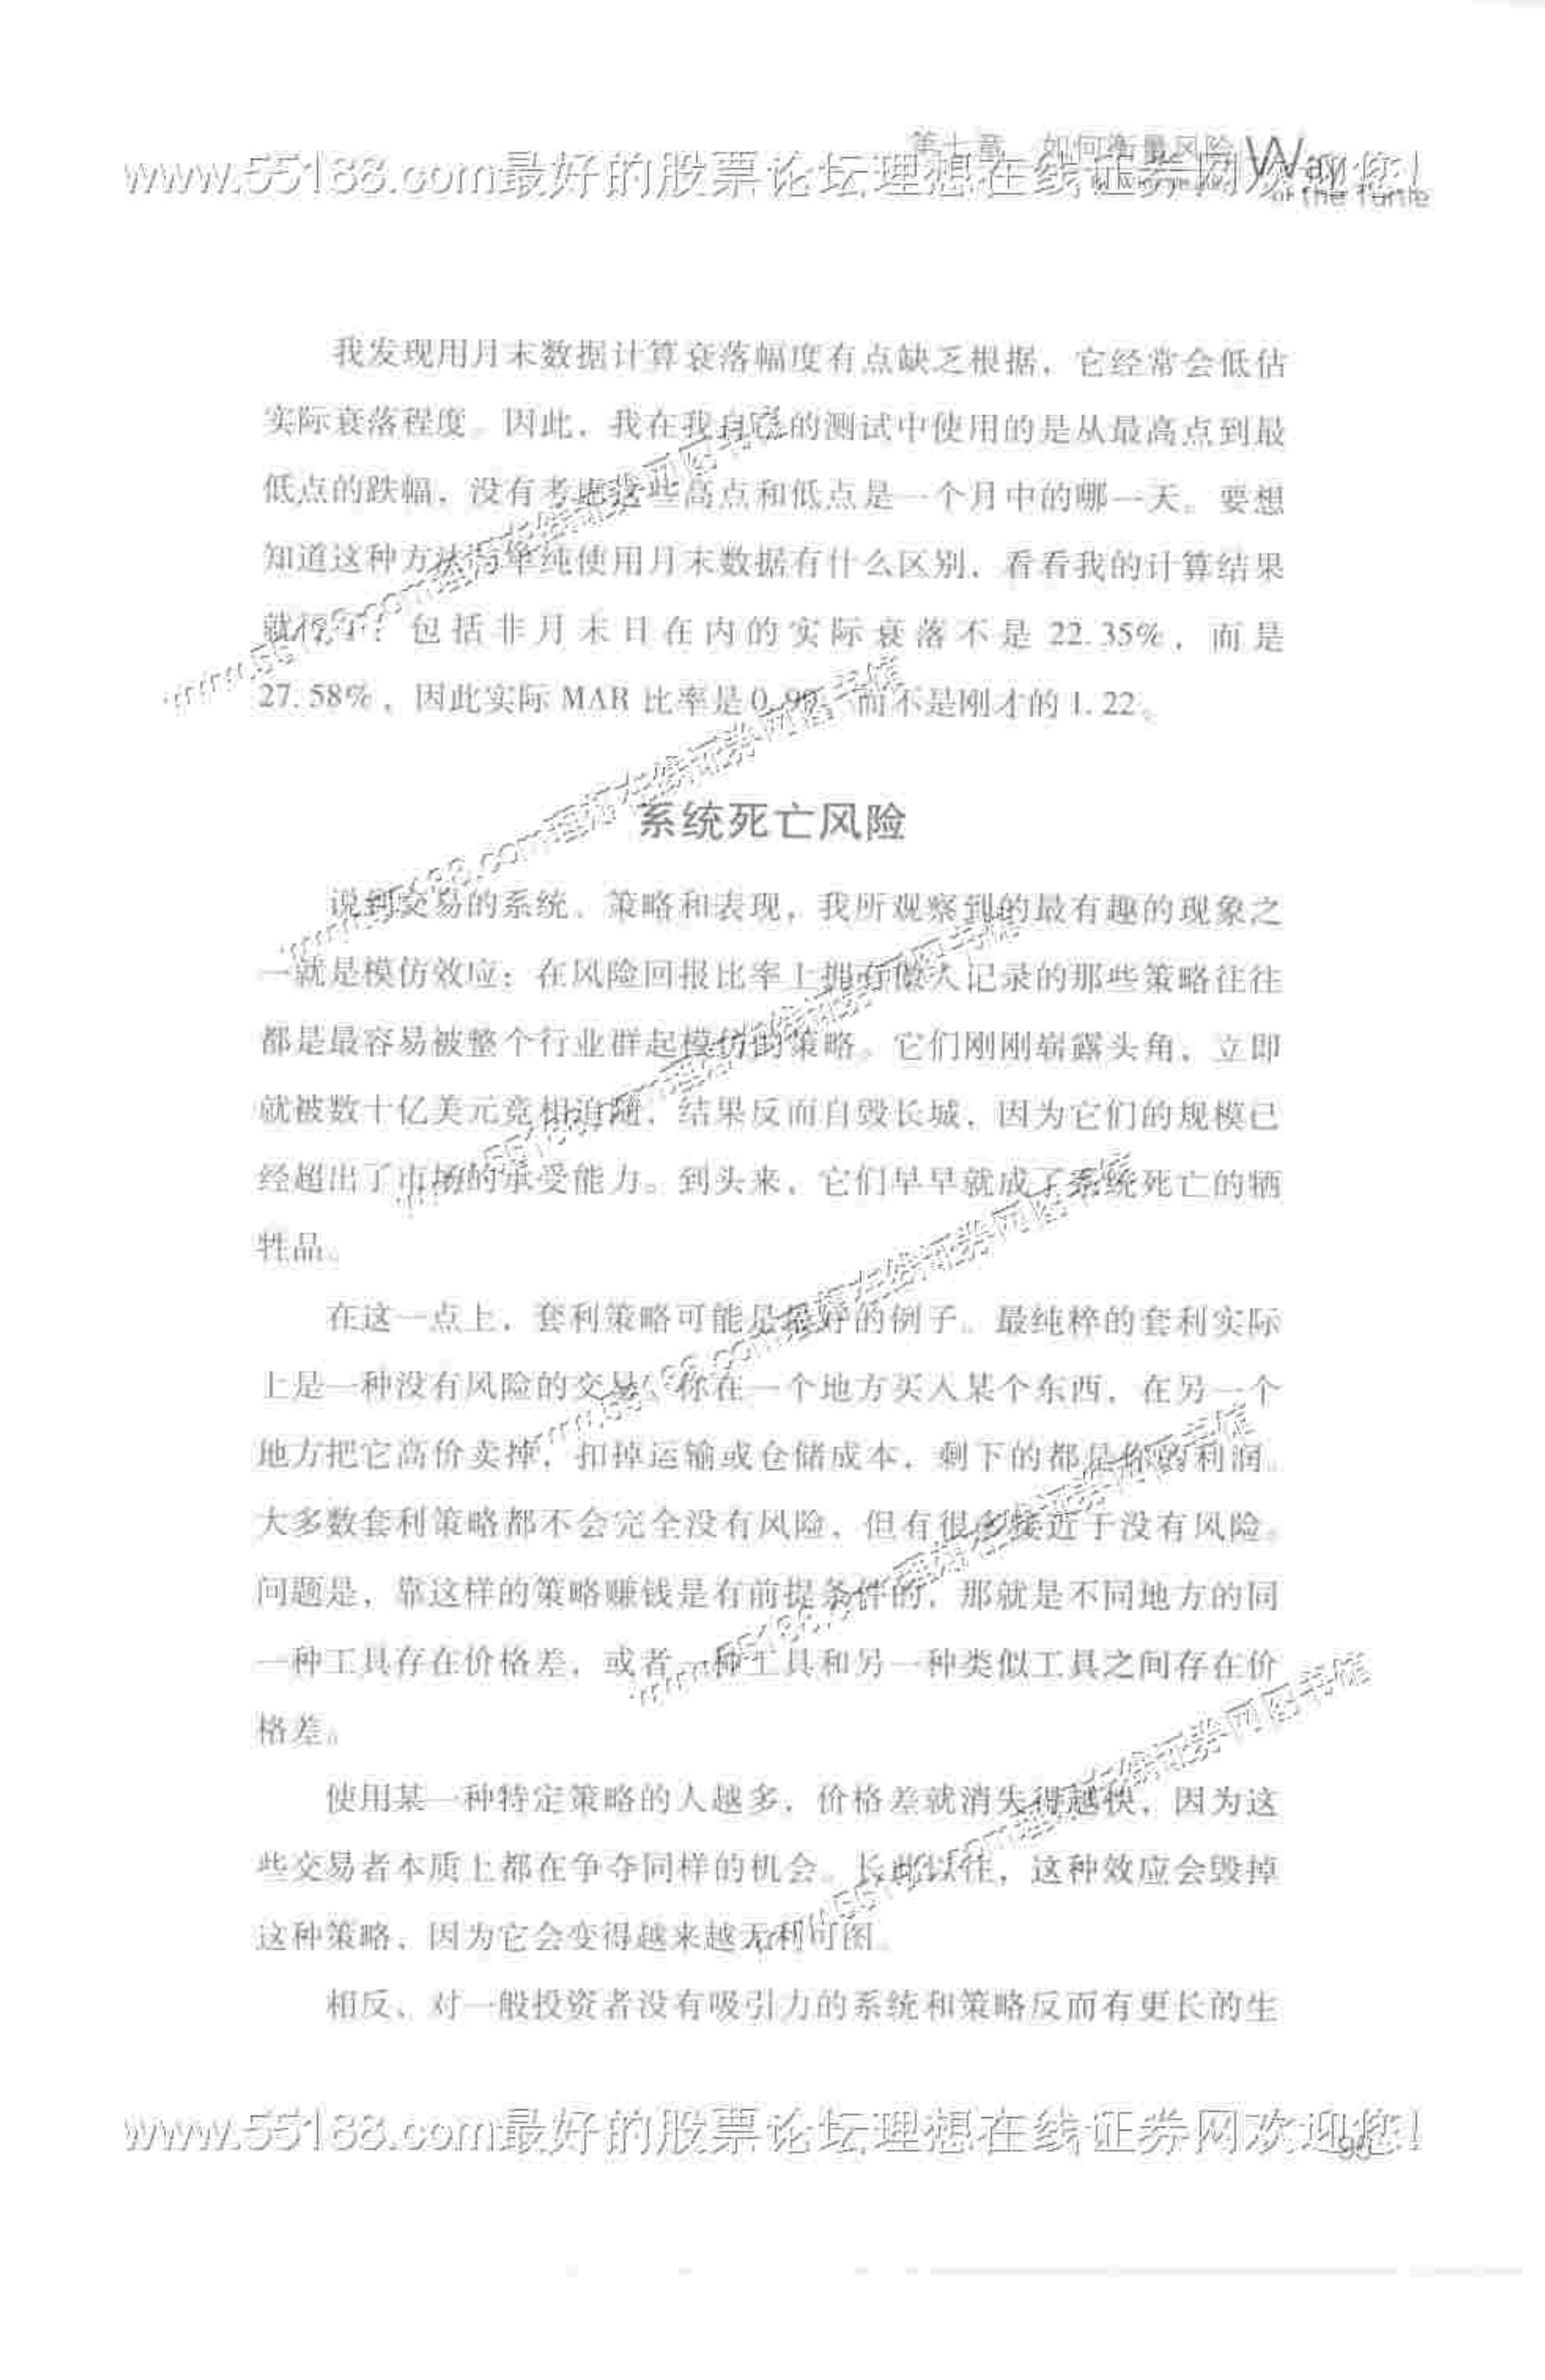 第七章 如何衡量风险 Way
www.55188.com最好的股票论坛理想在线证券网欢迎您!
of the Turtle
我发现用月末数据计算衰落幅度有点缺乏根据，它经常会低估
实际衰落程度。因此，我在我自己的测试中使用的是从最高点到最
低点的跌幅，没有考虑这些高点和低点是一个月中的哪一天。要想
知道这种方法与单纯使用月末数据有什么区别，看看我的计算结果
就行了：包括非月末日在内的实际衰落不是 22.35%，而是
27.58%，因此实际 MAR 比率是 0.99，而不是刚才的 1.22。
系统死亡风险
说到交易的系统、策略和表现，我所观察到的最有趣的现象之
一就是模仿效应：在风险回报比率上拥有傲人记录的那些策略往往
都是最容易被整个行业群起模仿的策略。它们刚刚崭露头角，立即
就被数十亿美元竞相追随，结果反而自毁长城，因为它们的规模已
经超出了市场的承受能力。到头来，它们早早就成了系统死亡的牺
牲品。
在这一点上，套利策略可能是最好的例子。最纯粹的套利实际
上是一种没有风险的交易：你在一个地方买入某个东西，在另一个
地方把它高价卖掉，扣掉运输或仓储成本，剩下的都是你的利润。
大多数套利策略都不会完全没有风险，但有很多接近于没有风险。
问题是，靠这样的策略赚钱是有前提条件的，那就是不同地方的同
一种工具存在价格差，或者一种工具和另一种类似工具之间存在价
格差。
使用某一种特定策略的人越多，价格差就消失得越快，因为这
些交易者本质上都在争夺同样的机会。长此以往，这种效应会毁掉
这种策略，因为它会变得越来越无利可图。
相反，对一般投资者没有吸引力的系统和策略反而有更长的生
www.55188.com最好的股票论坛理想在线证券网欢迎您!